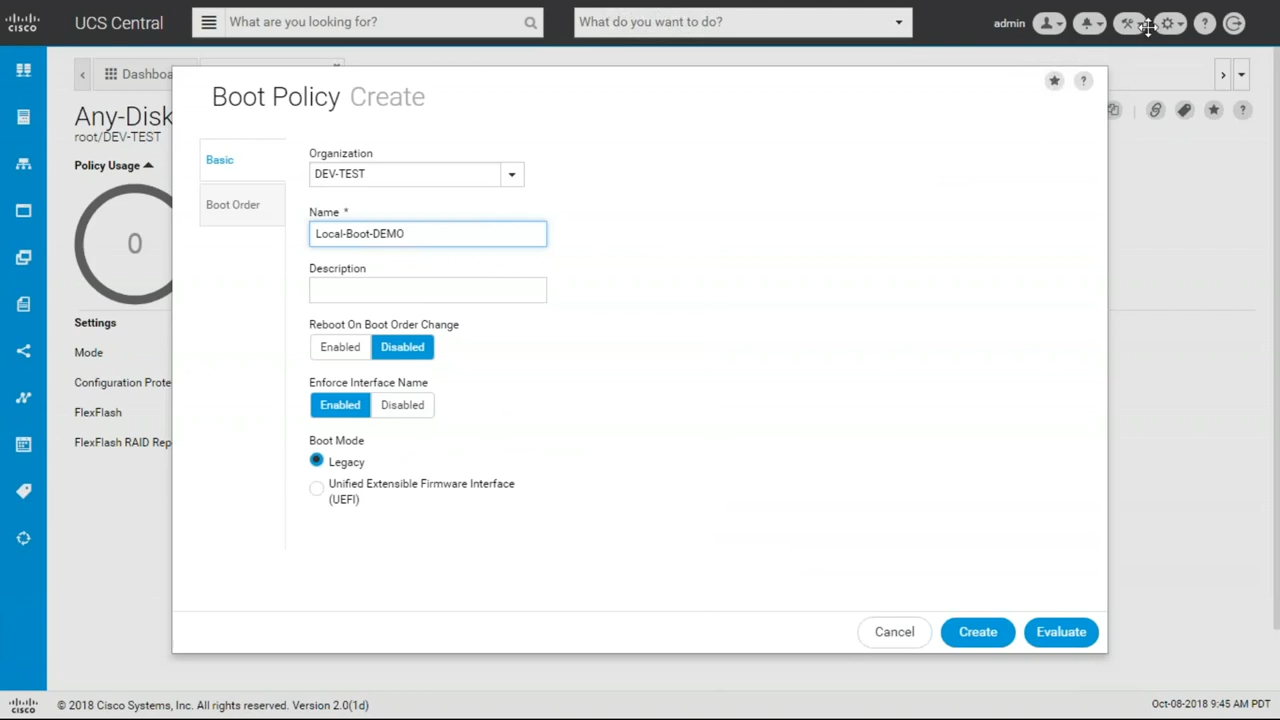 cisco
UCS Central
What are you looking for?
What do you want to do?
admin
?
Dashboa
Any-Disk
root/DEV-TEST
Policy Usage
0
Settings
Mode
Configuration Prote
FlexFlash
FlexFlash RAID Rep
?
Boot Policy Create
?
Basic
Boot Order
Organization
DEV-TEST
Name *
Local-Boot-DEMO
Description
Reboot On Boot Order Change
Enabled Disabled
Enforce Interface Name
Enabled Disabled
Boot Mode
Legacy
Unified Extensible Firmware Interface
(UEFI)
Cancel Create Evaluate
cisco
© 2018 Cisco Systems, Inc. All rights reserved. Version 2.0(1d)
Oct-08-2018 9:45 AM PDT